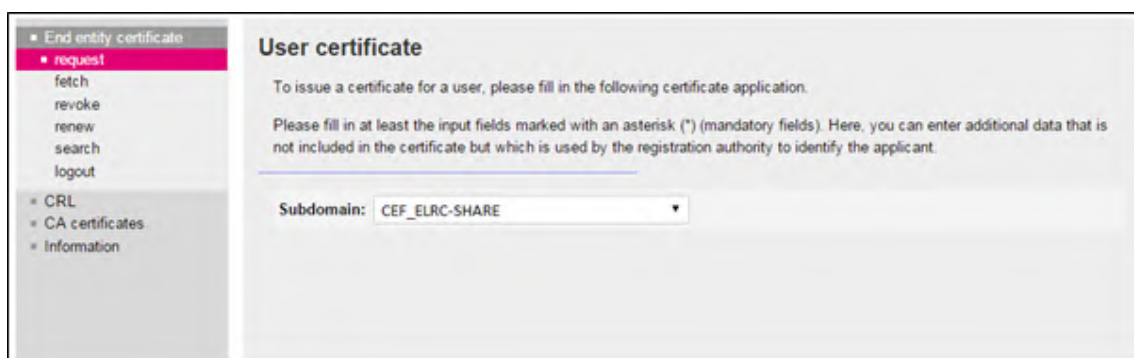 End entity certificate
request
fetch
revoke
renew
search
logout
CRL
CA certificates
Information
User certificate
To issue a certificate for a user, please fill in the following certificate application.
Please fill in at least the input fields marked with an asterisk (*) (mandatory fields). Here, you can enter additional data that is
not included in the certificate but which is used by the registration authority to identify the applicant.
Subdomain: CEF_ELRC-SHARE